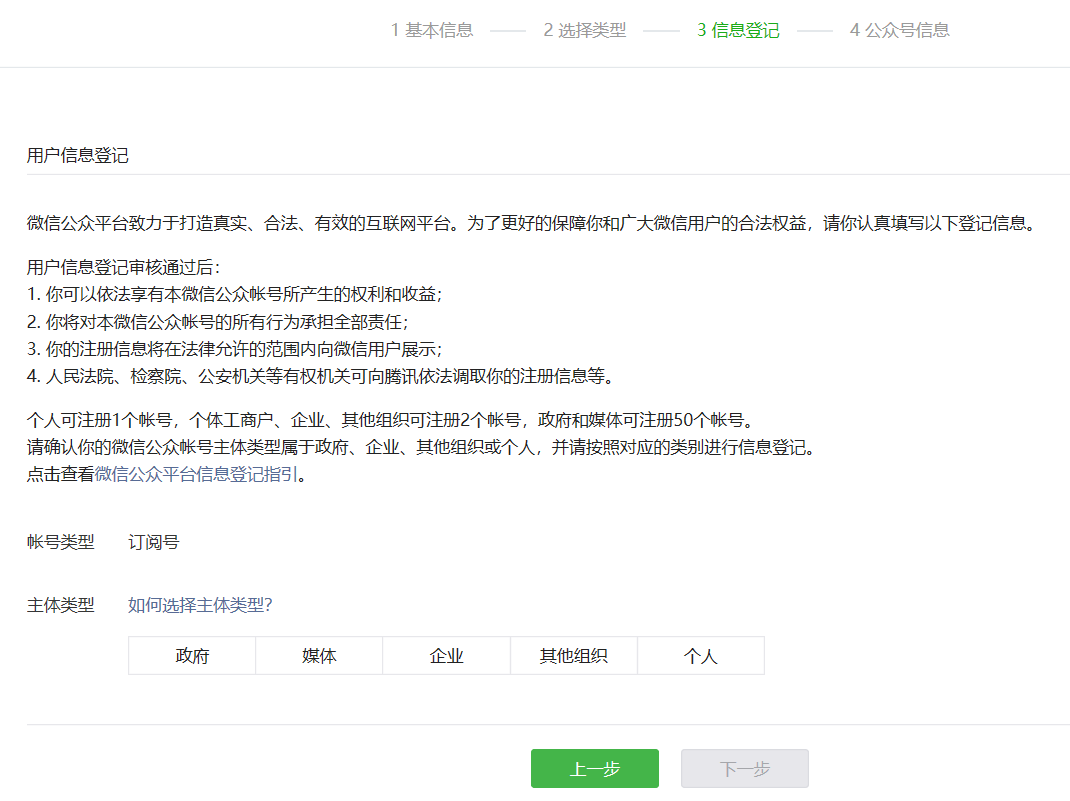 1 基本信息 2 选择类型 3 信息登记 4 公众号信息
用户信息登记
微信公众平台致力于打造真实、合法、有效的互联网平台。为了更好的保障你和广大微信用户的合法权益，请你认真填写以下登记信息。
用户信息登记审核通过后：
1. 你可以依法享有本微信公众帐号所产生的权利和收益；
2. 你将对本微信公众帐号的所有行为承担全部责任；
3. 你的注册信息将在法律允许的范围内向微信用户展示；
4. 人民法院、检察院、公安机关等有权机关可向腾讯依法调取你的注册信息等。
个人可注册1个帐号，个体工商户、企业、其他组织可注册2个帐号，政府和媒体可注册50个帐号。
请确认你的微信公众帐号主体类型属于政府、企业、其他组织或个人，并请按照对应的类别进行信息登记。
点击查看微信公众平台信息登记指引。
帐号类型 订阅号
主体类型 如何选择主体类型?
政府 媒体 企业 其他组织 个人
上一步 下一步